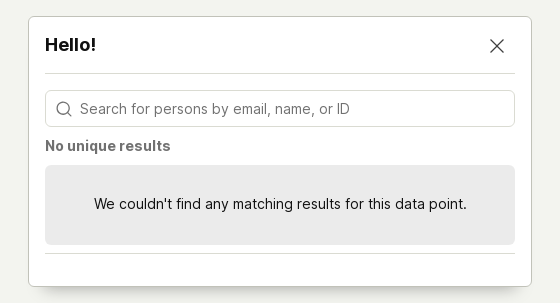 Hello!
Search for persons by email, name, or ID
No unique results
We couldn't find any matching results for this data point.